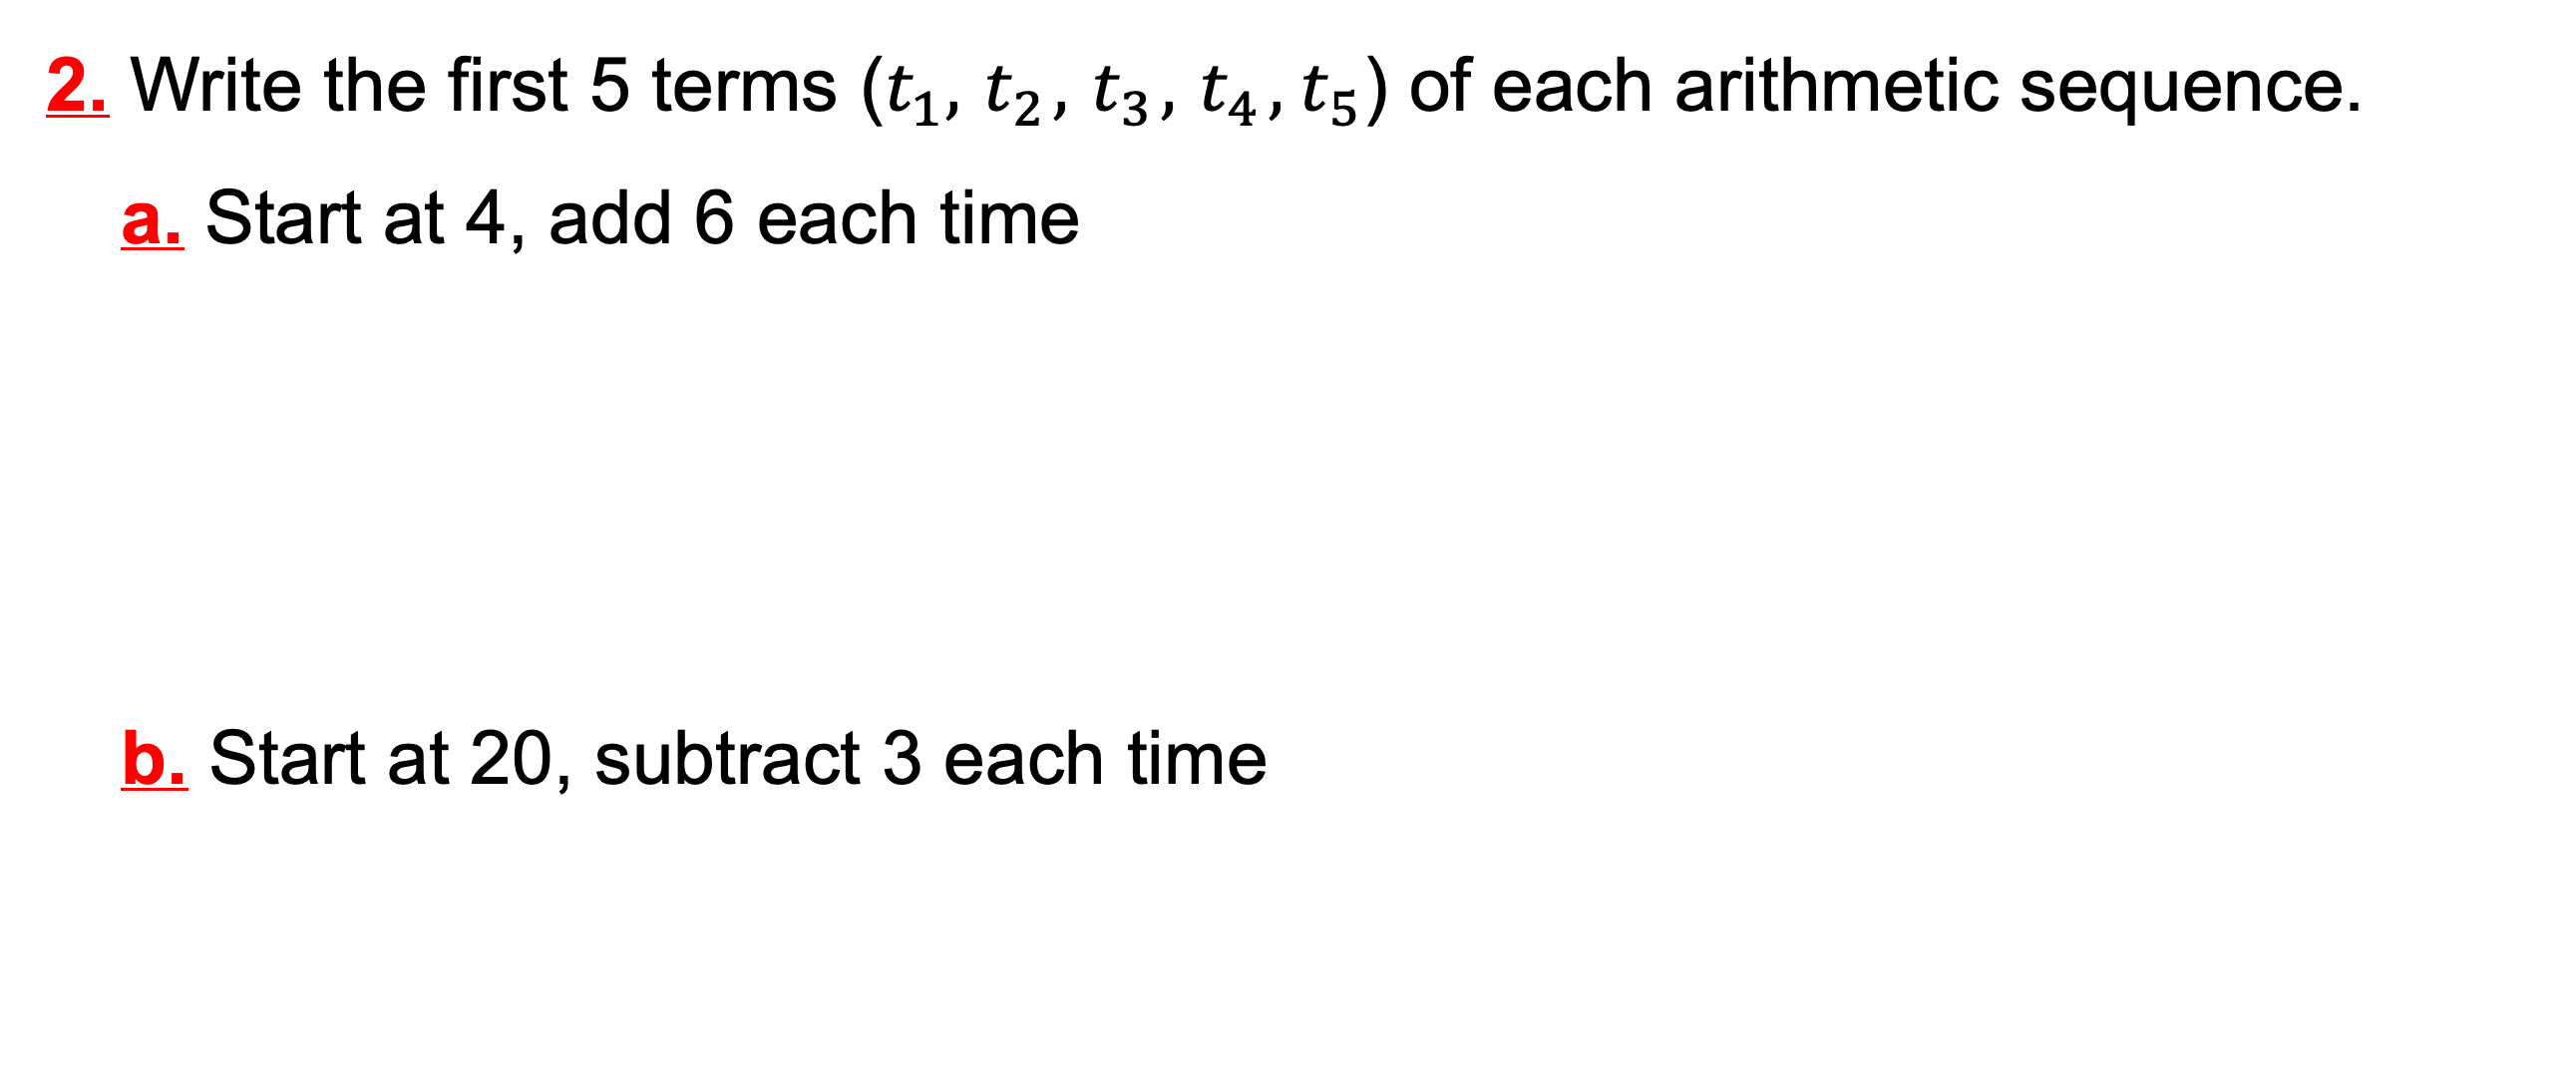 2. Write the first 5 terms (t₁, t₂, t₃, t₄, t₅) of each arithmetic sequence.
a. Start at 4, add 6 each time
b. Start at 20, subtract 3 each time